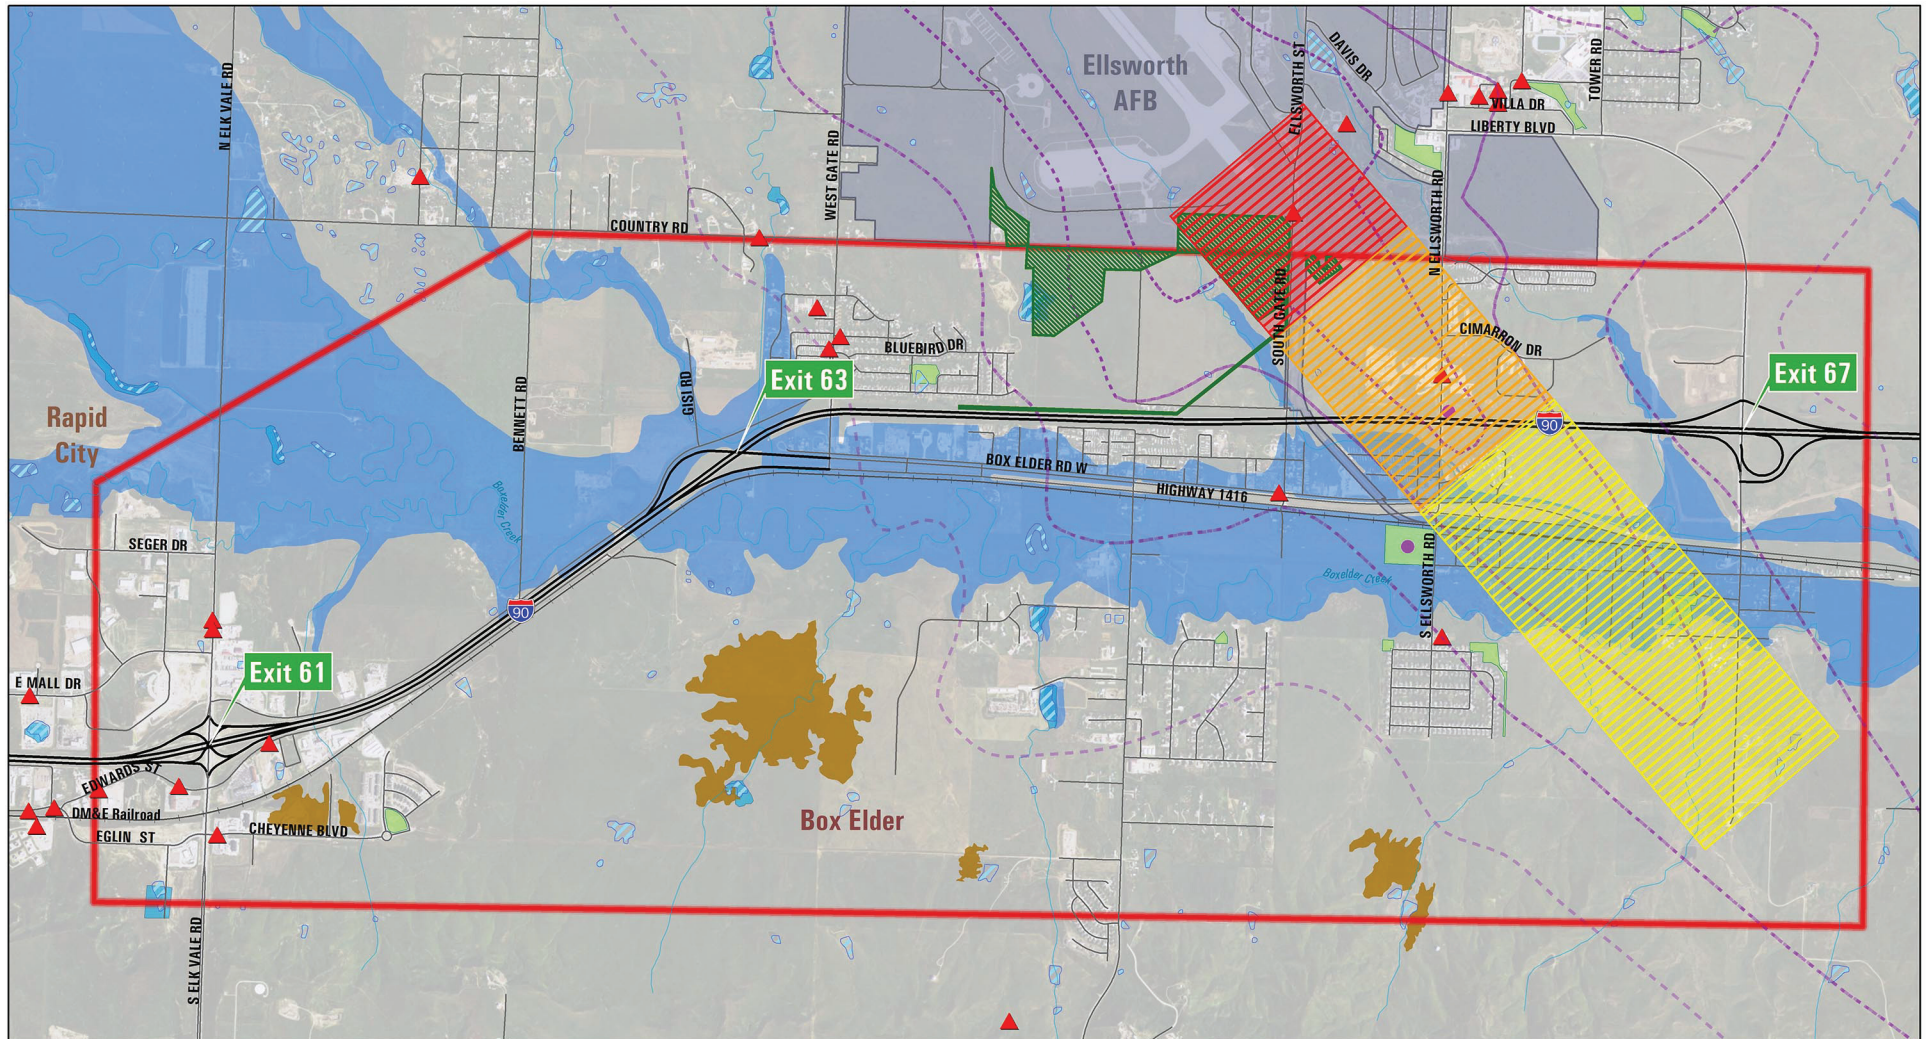 N ELK VALE RD
Ellsworth
AFB
ELLSWORTH ST
DAVIS DR
TOWER RD
VILLA DR
LIBERTY BLVD
WEST GATE RD
COUNTRY RD
N ELLSWORTH RD
SOUTH GATE RD
CIMARRON DR
BLUEBIRD DR
Exit 63
Exit 67
GISI RD
BENNETT RD
Rapid
City
90
BOX ELDER RD W
HIGHWAY 1416
Boxelder
Creek
SEGER DR
S ELLSWORTH RD
Boxelder Creek
90
Exit 61
E MALL DR
EDWARDS ST
DM&E Railroad
EGLIN ST
CHEYENNE BLVD
Box Elder
S ELK VALE RD